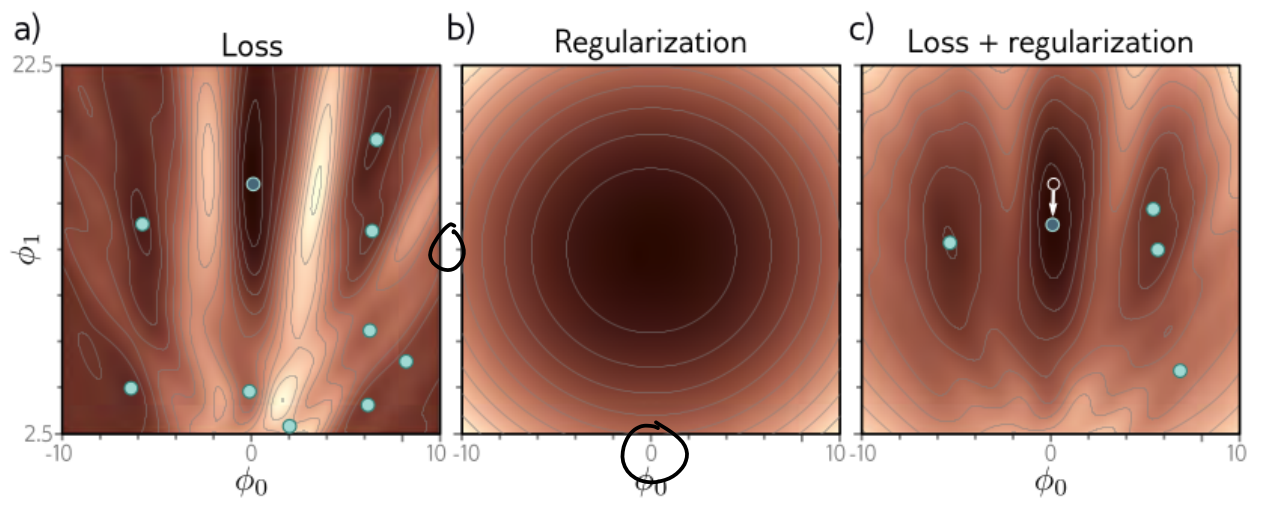 a) Loss
b) Regularization
c) Loss + regularization
22.5
ϕ1
2.5
-10 0 10
-10 0
-10 0 10
ϕ0
ϕ0
ϕ0